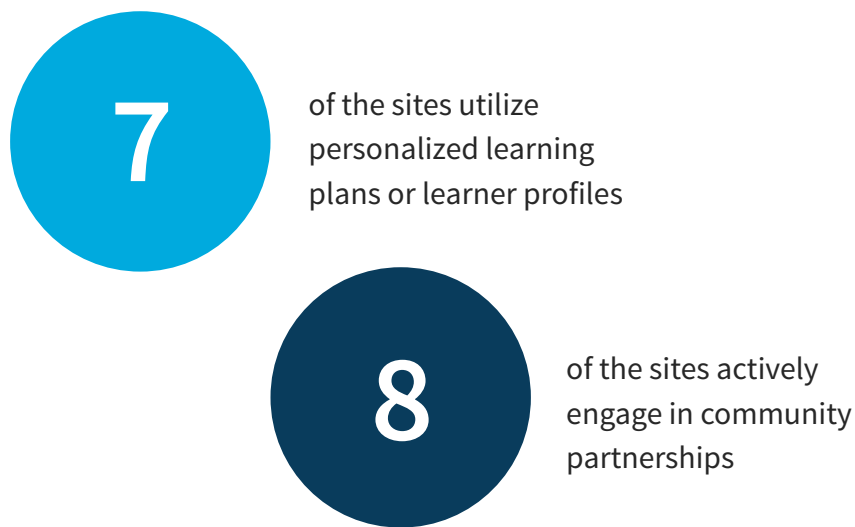 7
of the sites utilize
personalized learning
plans or learner profiles
8
of the sites actively
engage in community
partnerships